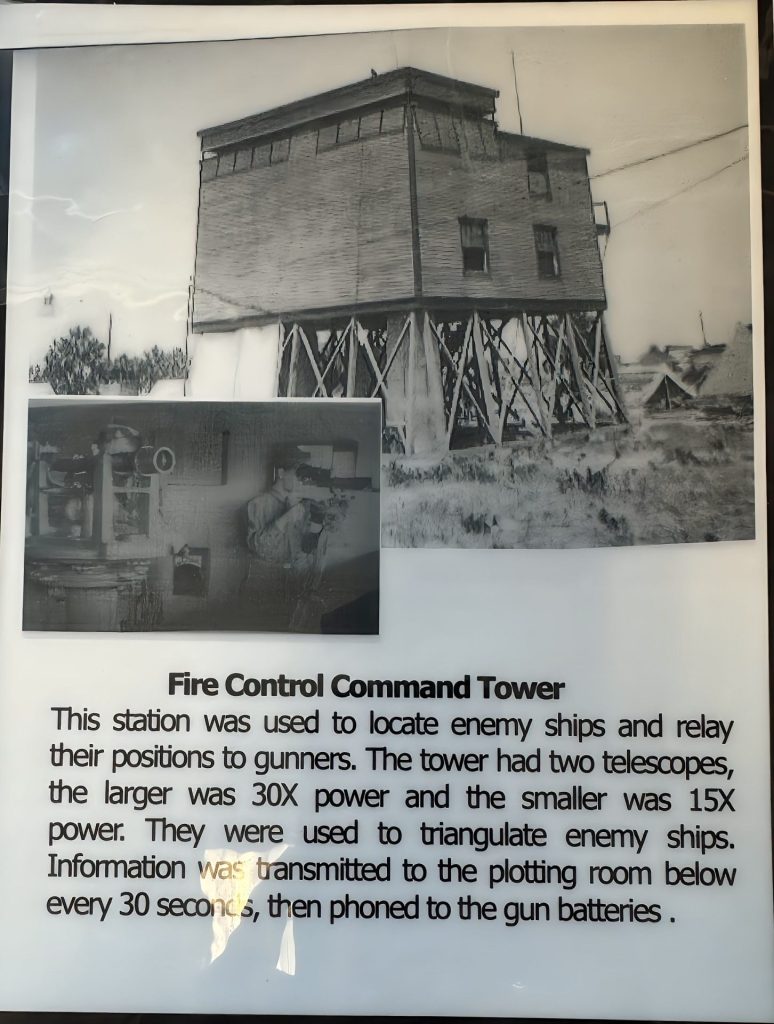 Fire Control Command Tower
This station was used to locate enemy ships and relay
their positions to gunners. The tower had two telescopes,
the larger was 30X power and the smaller was 15X
power. They were used to triangulate enemy ships.
Information was transmitted to the plotting room below
every 30 seconds, then phoned to the gun batteries .